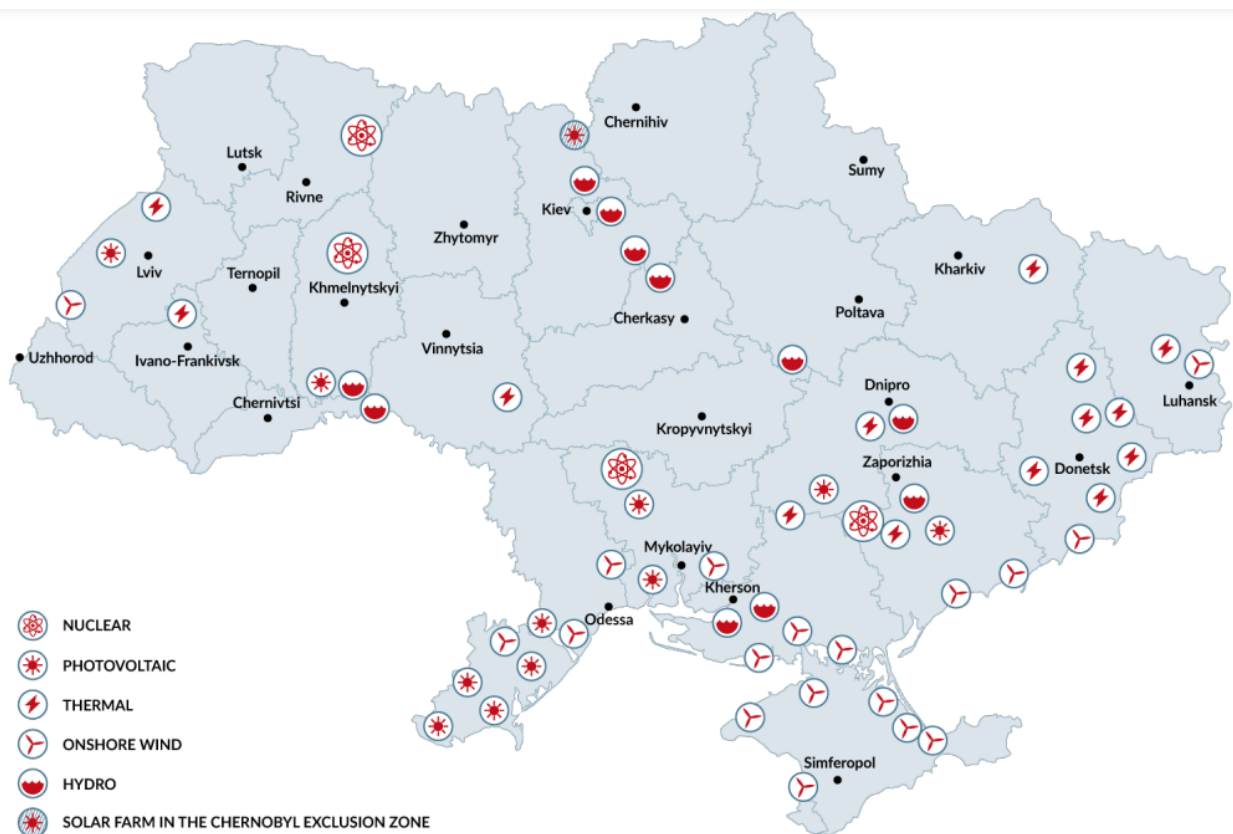 Chernihiv
Lutsk
Sumy
Rivne
Kiev
Zhytomyr
Lviv
Ternopil
Kharkiv
Khmelnytskyi
Poltava
Cherkasy
Vinnytsia
Uzhhorod
Ivano-Frankivsk
Dnipro
Luhansk
Chernivtsi
Kropyvnytskyi
Zaporizhia
Donetsk
Mykolayiv
Kherson
Odessa
Simferopol
NUCLEAR
PHOTOVOLTAIC
THERMAL
ONSHORE WIND
HYDRO
SOLAR FARM IN THE CHERNOBYL EXCLUSION ZONE